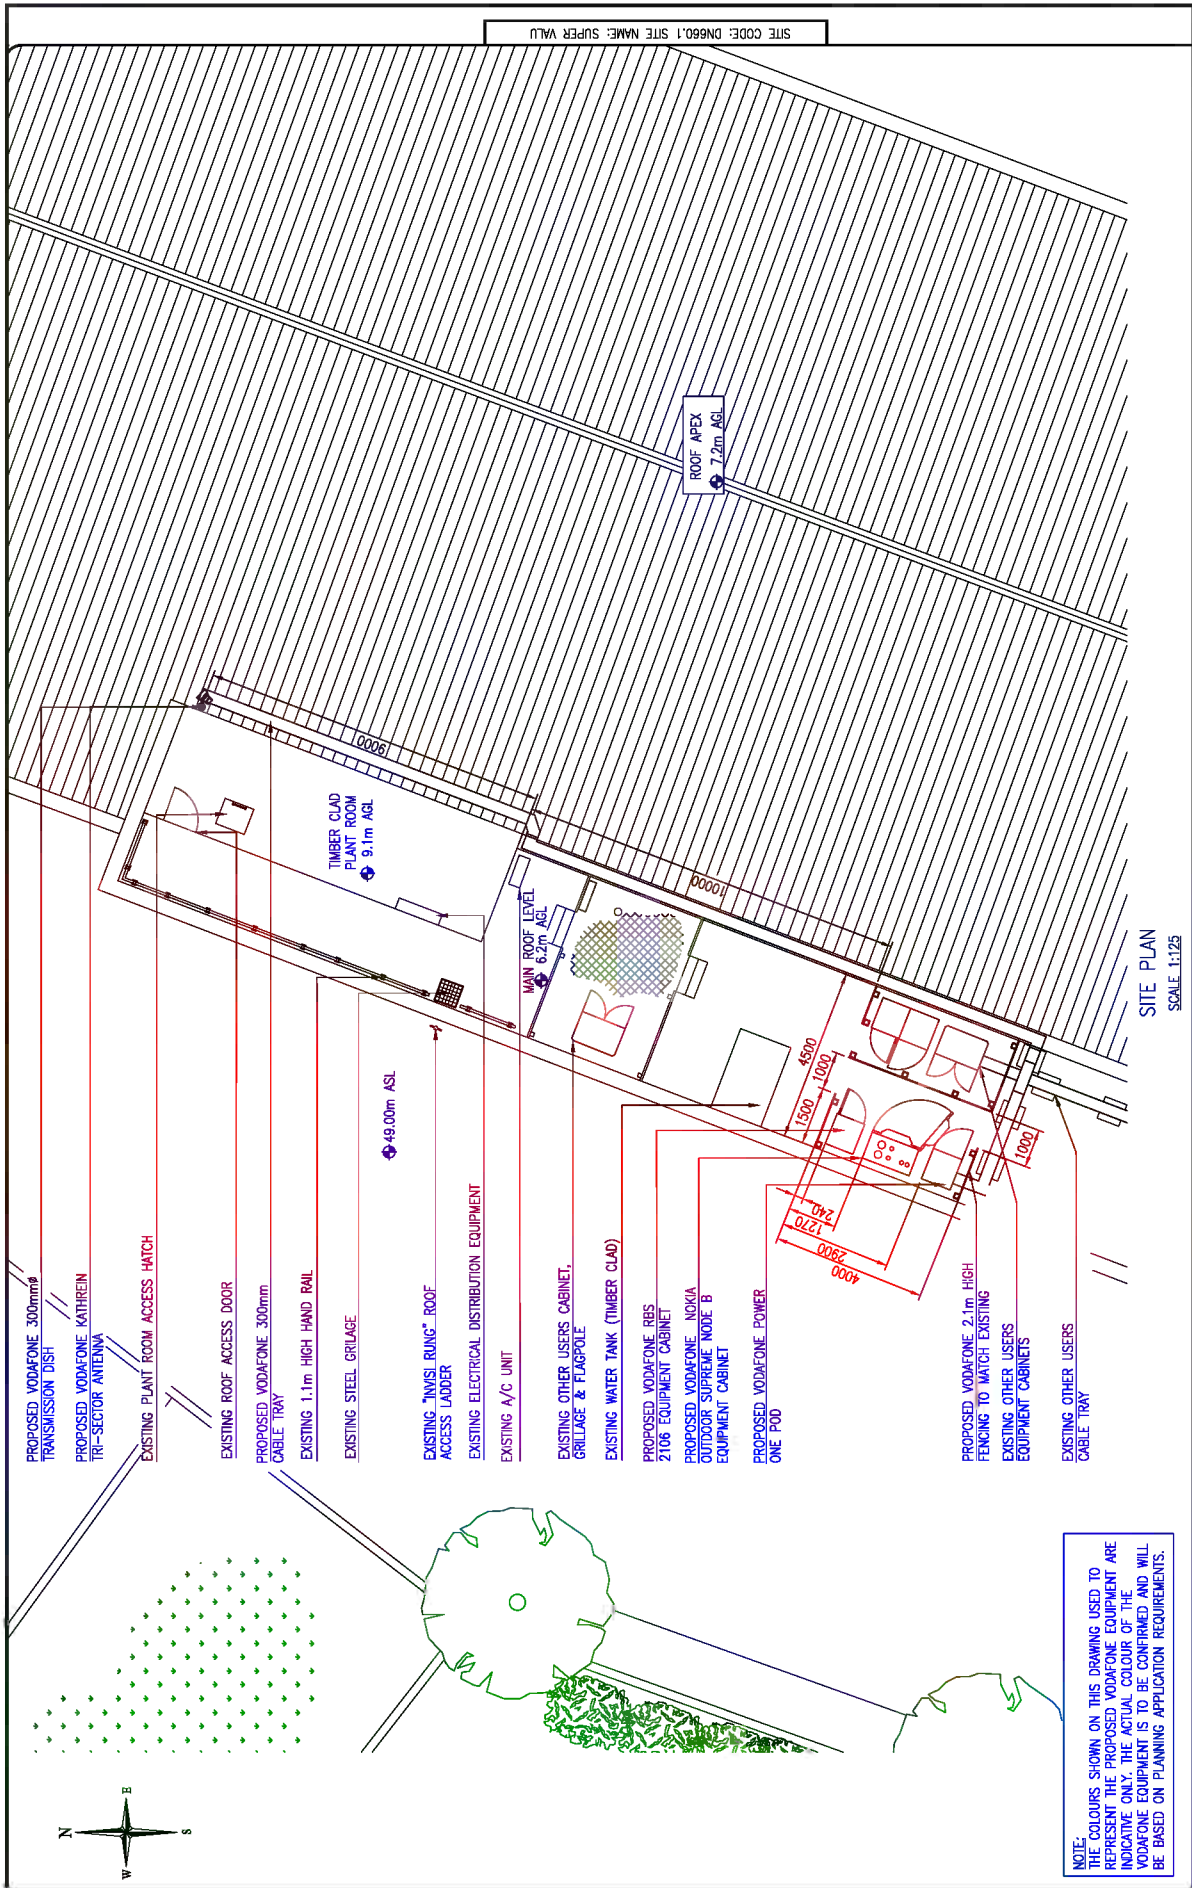 SITE CODE: DN660.1 SITE NAME: SUPER VALU
PROPOSED VODAFONE 300mmø
TRANSMISSION DISH
PROPOSED VODAFONE KATHREIN
TRI-SECTOR ANTENNA
EXISTING PLANT ROOM ACCESS HATCH
EXISTING ROOF ACCESS DOOR
PROPOSED VODAFONE 300mm
CABLE TRAY
EXISTING 1.1m HIGH HAND RAIL
EXISTING STEEL GRILAGE
EXISTING "INVISI RUNG" ROOF
ACCESS LADDER
EXISTING ELECTRICAL DISTRIBUTION EQUIPMENT
EXISTING A/C UNIT
EXISTING OTHER USERS CABINET,
GRILLAGE & FLAGPOLE
EXISTING WATER TANK (TIMBER CLAD)
PROPOSED VODAFONE RBS
2106 EQUIPMENT CABINET
PROPOSED VODAFONE NOKIA
OUTDOOR SUPREME NODE B
EQUIPMENT CABINET
PROPOSED VODAFONE POWER
ONE POD
PROPOSED VODAFONE 2.1m HIGH
FENCING TO MATCH EXISTING
EXISTING OTHER USERS
EQUIPMENT CABINETS
EXISTING OTHER USERS
CABLE TRAY
TIMBER CLAD
PLANT ROOM
9.1m AGL
MAIN ROOF LEVEL
6.2m AGL
49.00m ASL
ROOF APEX
7.2m AGL
9000
10000
4500
1000
1500
240
1270
2900
4000
1000
SITE PLAN
SCALE 1:125
N
E
S
W
NOTE:
THE COLOURS SHOWN ON THIS DRAWING USED TO
REPRESENT THE PROPOSED VODAFONE EQUIPMENT ARE
INDICATIVE ONLY. THE ACTUAL COLOUR OF THE
VODAFONE EQUIPMENT IS TO BE CONFIRMED AND WILL
BE BASED ON PLANNING APPLICATION REQUIREMENTS.